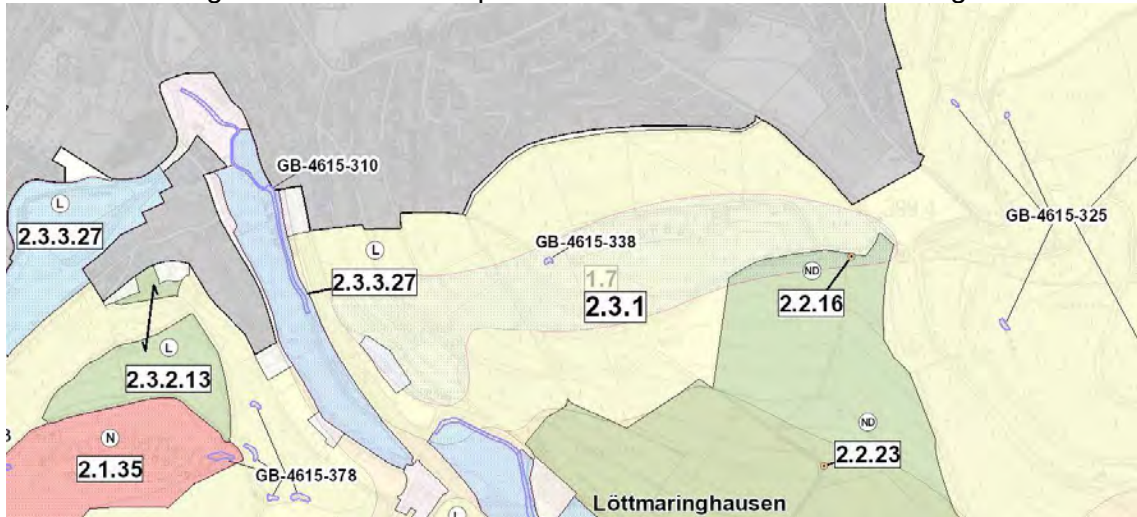 GB-4615-310
L
2.3.3.27
GB-4615-325
GB-4615-338
L
2.3.3.27
1.7
2.3.1
ND
2.2.16
L
2.3.2.13
N
2.1.35
GB-4615-378
ND
2.2.23
Löttmaringhausen
L